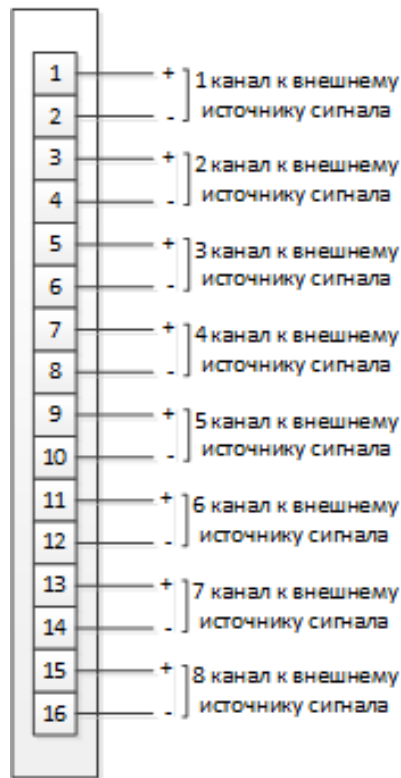 1 +
1 канал к внешнему
2 - источнику сигнала
3 +
2 канал к внешнему
4 - источнику сигнала
5 +
3 канал к внешнему
6 - источнику сигнала
7 +
4 канал к внешнему
8 - источнику сигнала
9 +
5 канал к внешнему
10 - источнику сигнала
11 +
6 канал к внешнему
12 - источнику сигнала
13 +
7 канал к внешнему
14 - источнику сигнала
15 +
8 канал к внешнему
16 - источнику сигнала